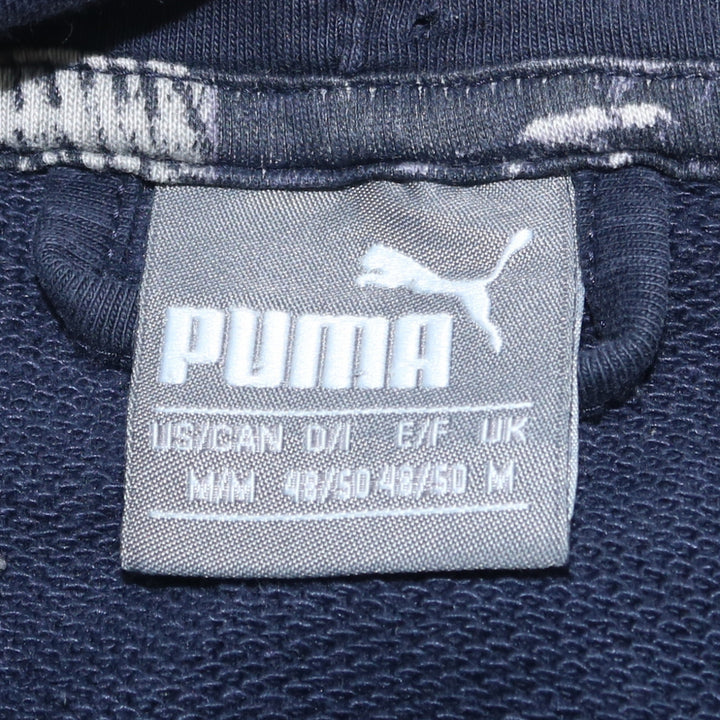 PUMA
US/CAN D/I E/F UK
M/M 48/50 48/50 M